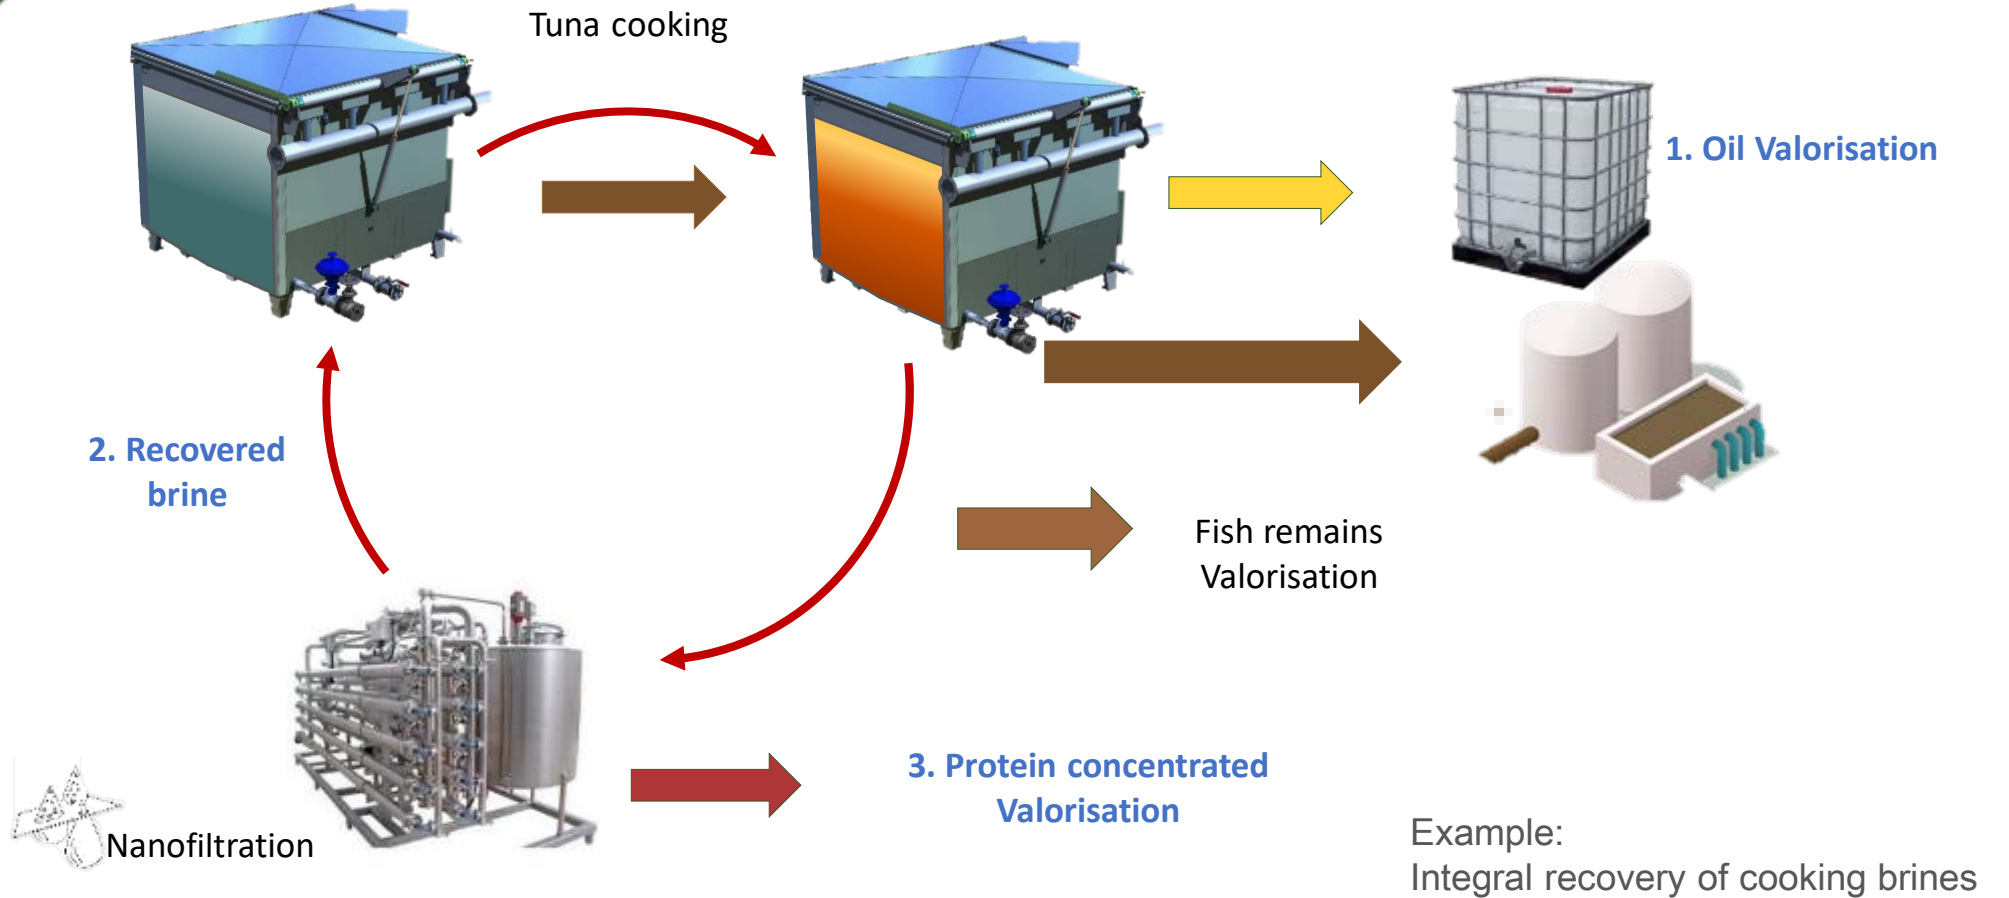 Tuna cooking
1. Oil Valorisation
2. Recovered
brine
Fish remains
Valorisation
3. Protein concentrated
Valorisation
Nanofiltration
Example:
Integral recovery of cooking brines